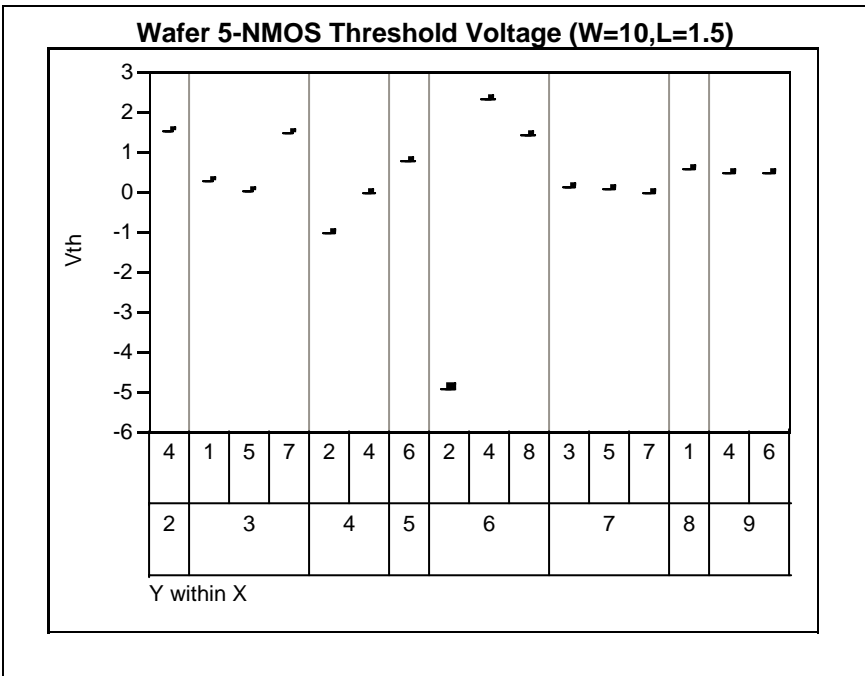 Wafer 5-NMOS Threshold Voltage (W=10,L=1.5)
3
2
1
0
-1
-2
-3
-4
-5
-6
Vth
4 1 5 7 2 4 6 2 4 8 3 5 7 1 4 6
2 3 4 5 6 7 8 9
Y within X